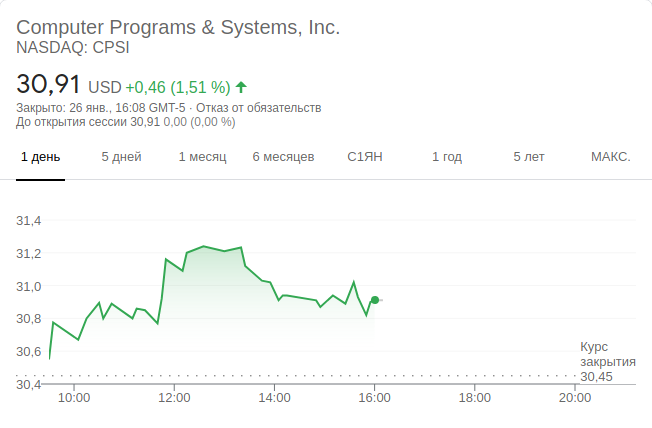 Computer Programs & Systems, Inc.
NASDAQ: CPSI
30,91 USD +0,46 (1,51 %)
Закрыто: 26 янв., 16:08 GMT-5 · Отказ от обязательств
До открытия сессии 30,91 0,00 (0,00 %)
1 день 5 дней 1 месяц 6 месяцев С1ЯН 1 год 5 лет МАКС.
31,4
31,2
31,0
30,8
30,6
30,4
Курс
закрытия
30,45
10:00 12:00 14:00 16:00 18:00 20:00